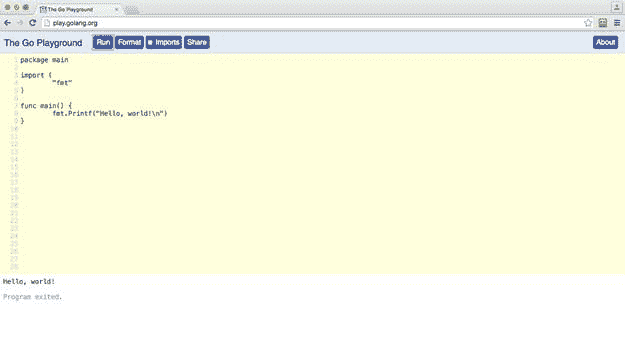 The Go Playground
play.golang.org
The Go Playground Run Format Imports Share About
1 package main
2
3 import (
4 "fmt"
5 )
6
7 func main() {
8 fmt.Printf("Hello, world!\n")
9 }
10
11
12
13
14
15
16
17
18
19
20
21
22
23
24
25
26
27
28
Hello, world!
Program exited.